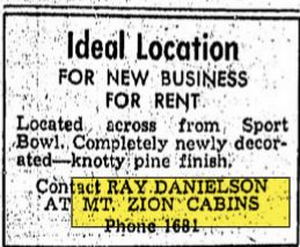 Ideal Location
FOR NEW BUSINESS
FOR RENT
Located across from Sport
Bowl. Completely newly decor-
ated—knotty pine finish.
Contact RAY DANIELSON
AT MT. ZION CABINS
Phone 1681